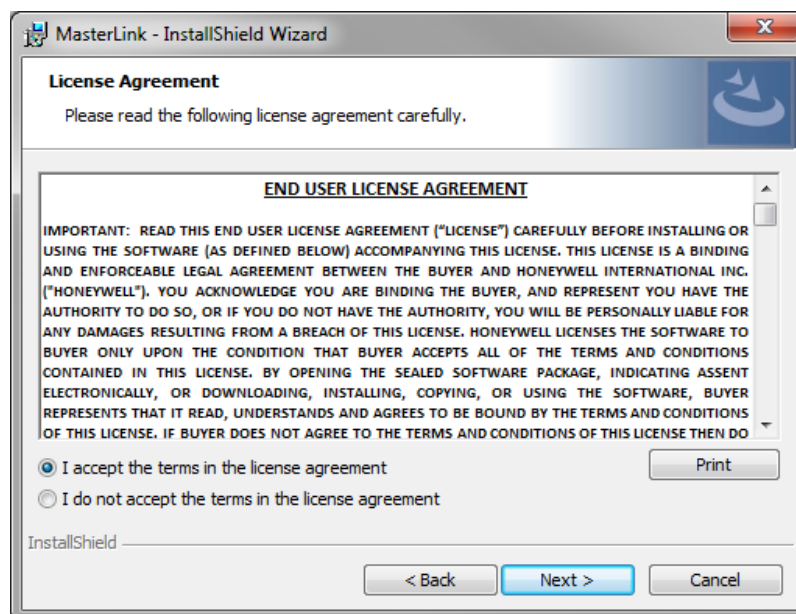 MasterLink - InstallShield Wizard
License Agreement
Please read the following license agreement carefully.
END USER LICENSE AGREEMENT
IMPORTANT: READ THIS END USER LICENSE AGREEMENT (“LICENSE”) CAREFULLY BEFORE INSTALLING OR
USING THE SOFTWARE (AS DEFINED BELOW) ACCOMPANYING THIS LICENSE. THIS LICENSE IS A BINDING
AND ENFORCEABLE LEGAL AGREEMENT BETWEEN THE BUYER AND HONEYWELL INTERNATIONAL INC.
("HONEYWELL"). YOU ACKNOWLEDGE YOU ARE BINDING THE BUYER, AND REPRESENT YOU HAVE THE
AUTHORITY TO DO SO, OR IF YOU DO NOT HAVE THE AUTHORITY, YOU WILL BE PERSONALLY LIABLE FOR
ANY DAMAGES RESULTING FROM A BREACH OF THIS LICENSE. HONEYWELL LICENSES THE SOFTWARE TO
BUYER ONLY UPON THE CONDITION THAT BUYER ACCEPTS ALL OF THE TERMS AND CONDITIONS
CONTAINED IN THIS LICENSE. BY OPENING THE SEALED SOFTWARE PACKAGE, INDICATING ASSENT
ELECTRONICALLY, OR DOWNLOADING, INSTALLING, COPYING, OR USING THE SOFTWARE, BUYER
REPRESENTS THAT IT READ, UNDERSTANDS AND AGREES TO BE BOUND BY THE TERMS AND CONDITIONS
OF THIS LICENSE. IF BUYER DOES NOT AGREE TO THE TERMS AND CONDITIONS OF THIS LICENSE THEN DO
I accept the terms in the license agreement
Print
I do not accept the terms in the license agreement
InstallShield
< Back
Next >
Cancel